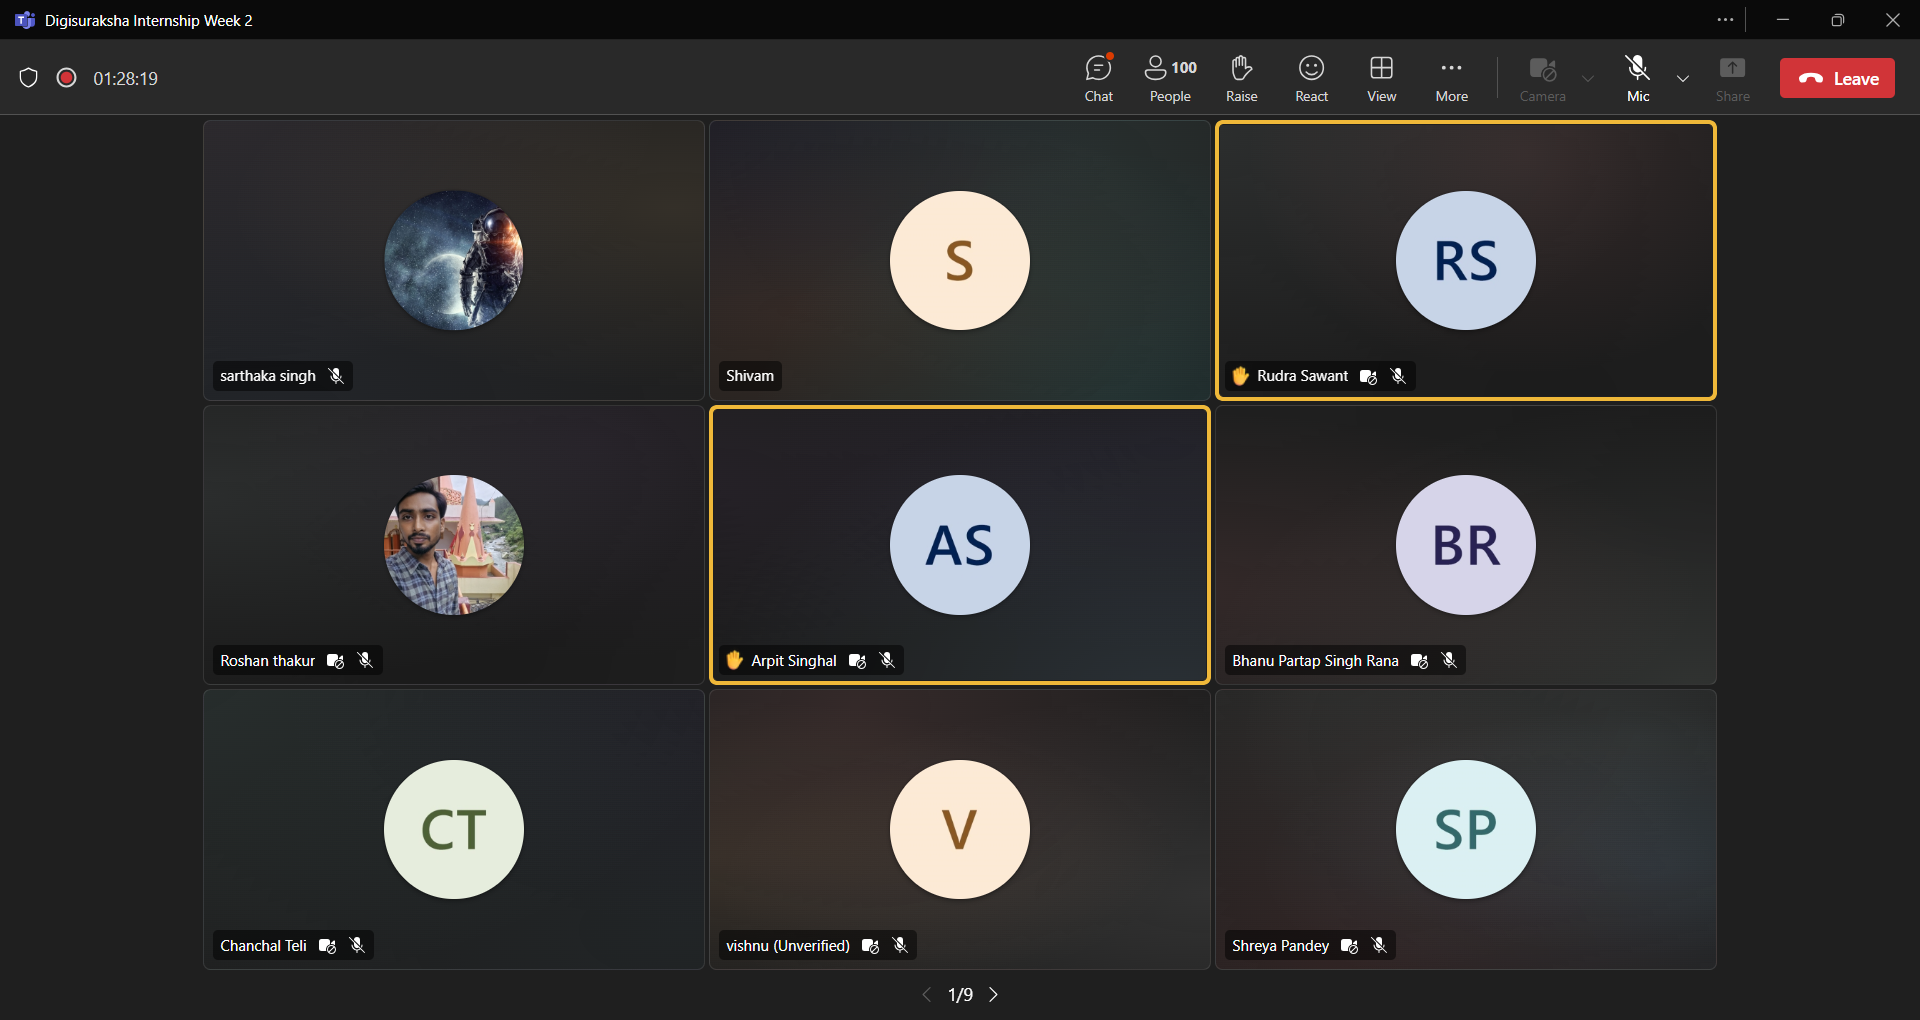 Digisuraksha Internship Week 2
01:28:19
Chat
100
People
Raise
React
View
More
Camera
Mic
Share
Leave
sarthaka singh
S
Shivam
RS
Rudra Sawant
Roshan thakur
AS
Arpit Singhal
BR
Bhanu Partap Singh Rana
CT
Chanchal Teli
V
vishnu (Unverified)
SP
Shreya Pandey
1/9